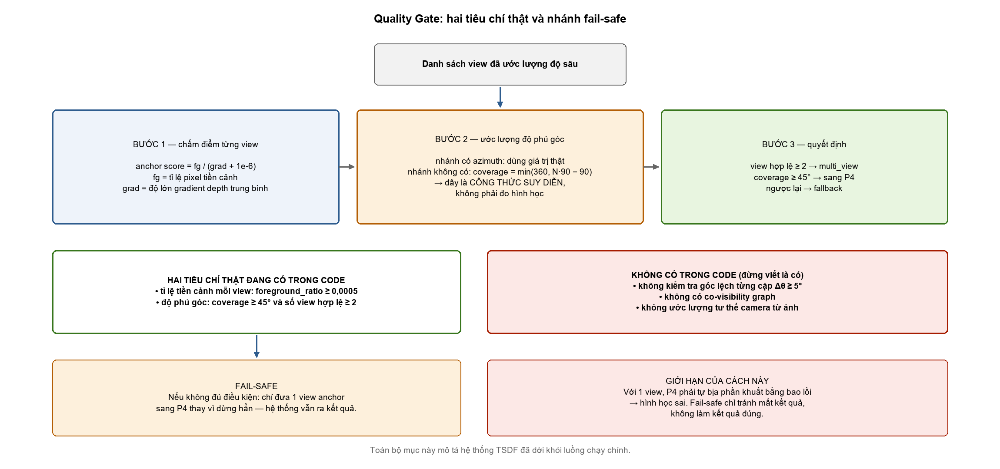 Quality Gate: hai tiêu chí thật và nhánh fail-safe
Danh sách view đã ước lượng độ sâu
BƯỚC 1 — chấm điểm từng view
anchor score = fg / (grad + 1e-6)
fg = tỉ lệ pixel tiền cảnh
grad = độ lớn gradient depth trung bình
BƯỚC 2 — ước lượng độ phủ góc
nhánh có azimuth: dùng giá trị thật
nhánh không có: coverage = min(360, N·90 − 90)
→ đây là CÔNG THỨC SUY DIỄN,
không phải đo hình học
BƯỚC 3 — quyết định
view hợp lệ ≥ 2 → multi_view
coverage ≥ 45° → sang P4
ngược lại → fallback
HAI TIÊU CHÍ THẬT ĐANG CÓ TRONG CODE
• tỉ lệ tiền cảnh mỗi view: foreground_ratio ≥ 0,0005
• độ phủ góc: coverage ≥ 45° và số view hợp lệ ≥ 2
KHÔNG CÓ TRONG CODE (đừng viết là có)
• không kiểm tra góc lệch từng cặp Δθ ≥ 5°
• không có co-visibility graph
• không ước lượng tư thế camera từ ảnh
FAIL-SAFE
Nếu không đủ điều kiện: chỉ đưa 1 view anchor
sang P4 thay vì dừng hẳn — hệ thống vẫn ra kết quả.
GIỚI HẠN CỦA CÁCH NÀY
Với 1 view, P4 phải tự bịa phần khuất bằng bao lồi
→ hình học sai. Fail-safe chỉ tránh mất kết quả,
không làm kết quả đúng.
Toàn bộ mục này mô tả hệ thống TSDF đã dời khỏi luồng chạy chính.